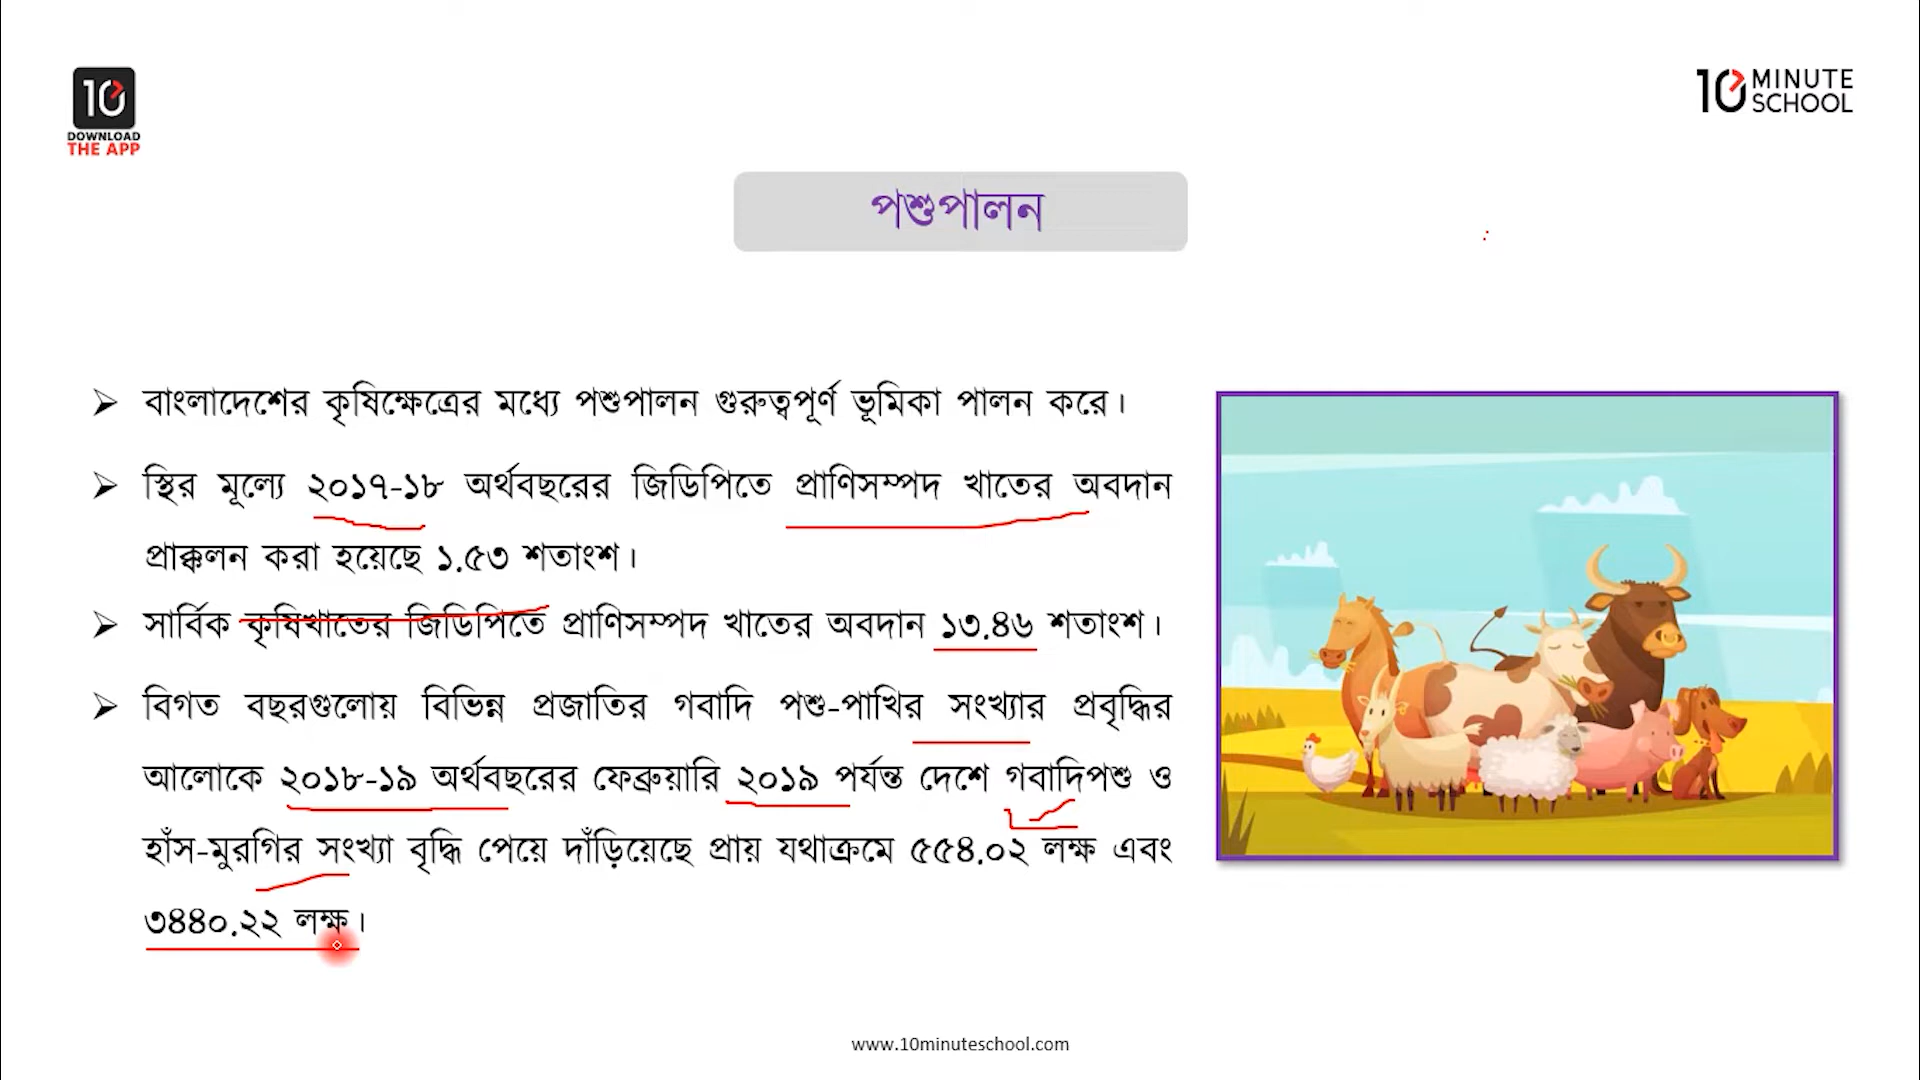 10
DOWNLOAD
THE APP
10 MINUTE
SCHOOL
পশুপালন
➢ বাংলাদেশের কৃষিক্ষেত্রের মধ্যে পশুপালন গুরুত্বপূর্ণ ভূমিকা পালন করে।
➢ স্থির মূল্যে ২০১৭-১৮ অর্থবছরের জিডিপিতে প্রাণিসম্পদ খাতের অবদান
প্রাক্কলন করা হয়েছে ১.৫৩ শতাংশ।
➢ সার্বিক কৃষিখাতের জিডিপিতে প্রাণিসম্পদ খাতের অবদান ১৩.৪৬ শতাংশ।
➢ বিগত বছরগুলোয় বিভিন্ন প্রজাতির গবাদি পশু-পাখির সংখ্যার প্রবৃদ্ধির
আলোকে ২০১৮-১৯ অর্থবছরের ফেব্রুয়ারি ২০১৯ পর্যন্ত দেশে গবাদিপশু ও
হাঁস-মুরগির সংখ্যা বৃদ্ধি পেয়ে দাঁড়িয়েছে প্রায় যথাক্রমে ৫৫৪.০২ লক্ষ এবং
৩৪৪০.২২ লক্ষ।
www.10minuteschool.com